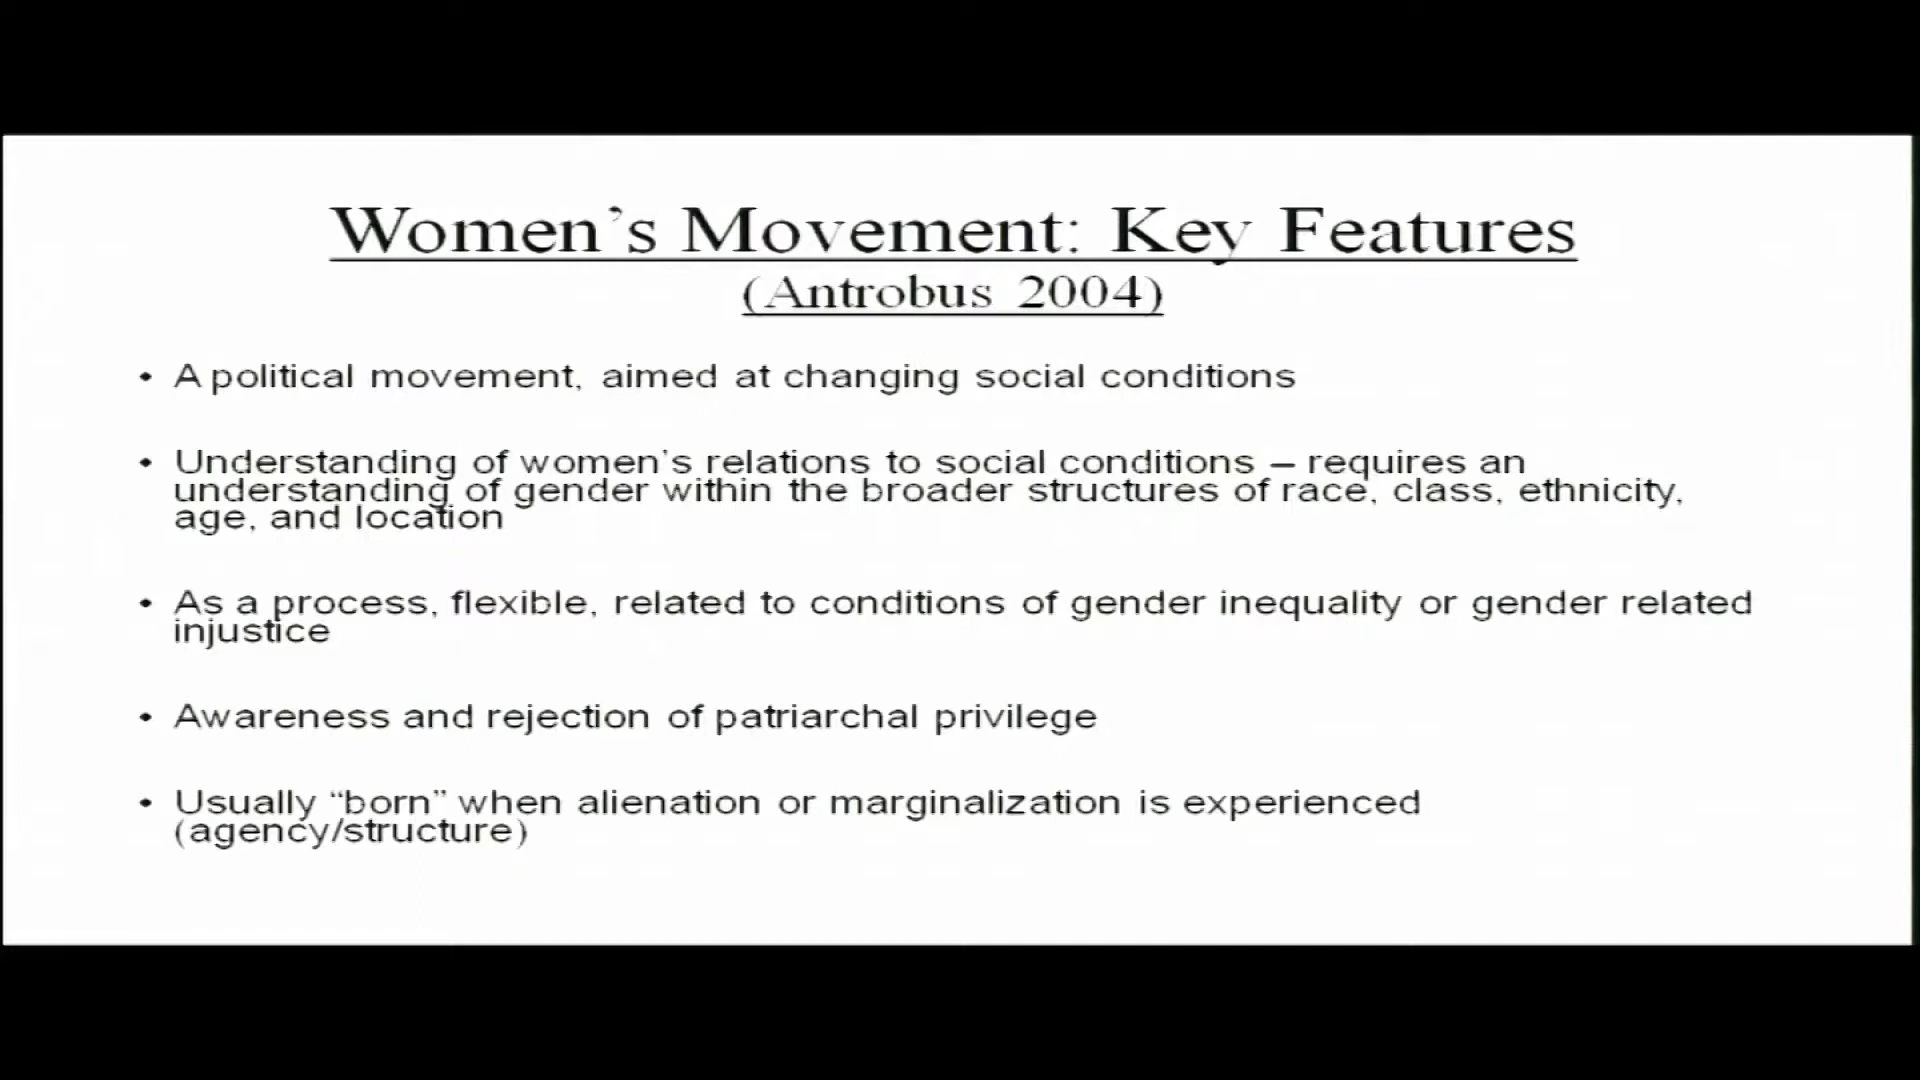 Women's Movement: Key Features
(Antrobus 2004)
• A political movement, aimed at changing social conditions
• Understanding of women's relations to social conditions – requires an
understanding of gender within the broader structures of race, class, ethnicity,
age, and location
• As a process, flexible, related to conditions of gender inequality or gender related
injustice
• Awareness and rejection of patriarchal privilege
• Usually “born” when alienation or marginalization is experienced
(agency/structure)